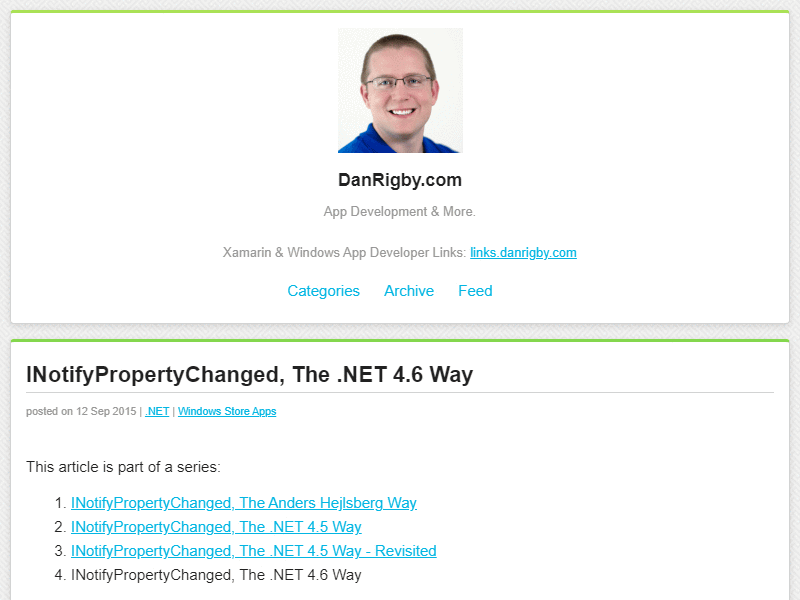 DanRigby.com
App Development & More.
Xamarin & Windows App Developer Links: links.danrigby.com
Categories Archive Feed
INotifyPropertyChanged, The .NET 4.6 Way
posted on 12 Sep 2015 | .NET | Windows Store Apps
This article is part of a series:
1. INotifyPropertyChanged, The Anders Hejlsberg Way
2. INotifyPropertyChanged, The .NET 4.5 Way
3. INotifyPropertyChanged, The .NET 4.5 Way - Revisited
4. INotifyPropertyChanged, The .NET 4.6 Way